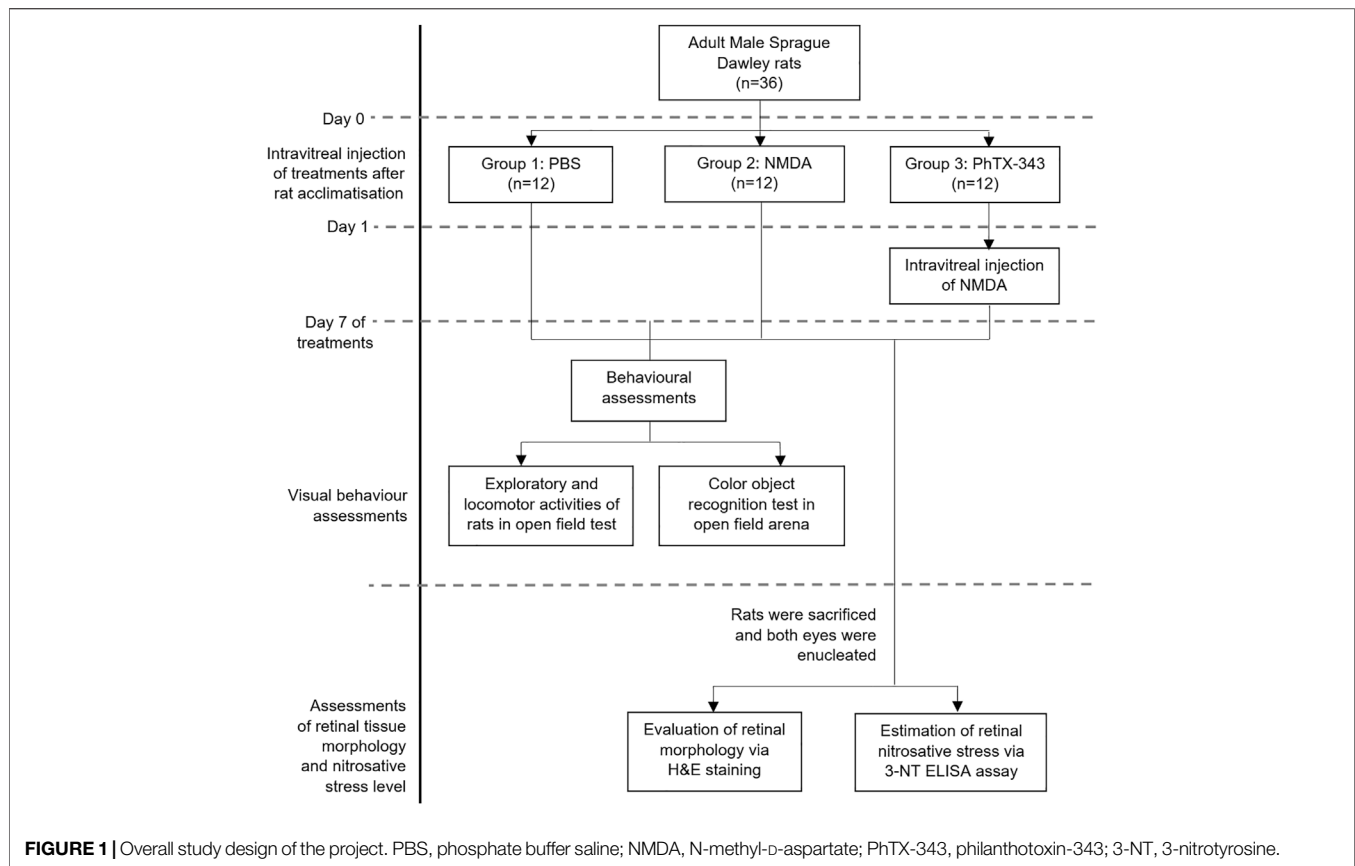 Adult Male Sprague
Dawley rats
(n=36)
Day 0
Intravitreal injection
of treatments after
rat acclimatisation
Group 1: PBS
(n=12)
Group 2: NMDA
(n=12)
Group 3: PhTX-343
(n=12)
Day 1
Intravitreal injection
of NMDA
Day 7 of
treatments
Behavioural
assessments
Visual behaviour
assessments
Exploratory and
locomotor activities of
rats in open field test
Color object
recognition test in
open field arena
Rats were sacrificed
and both eyes were
enucleated
Assessments
of retinal tissue
morphology
and nitrosative
stress level
Evaluation of retinal
morphology via
H&E staining
Estimation of retinal
nitrosative stress via
3-NT ELISA assay
FIGURE 1 | Overall study design of the project. PBS, phosphate buffer saline; NMDA, N-methyl-D-aspartate; PhTX-343, philanthotoxin-343; 3-NT, 3-nitrotyrosine.